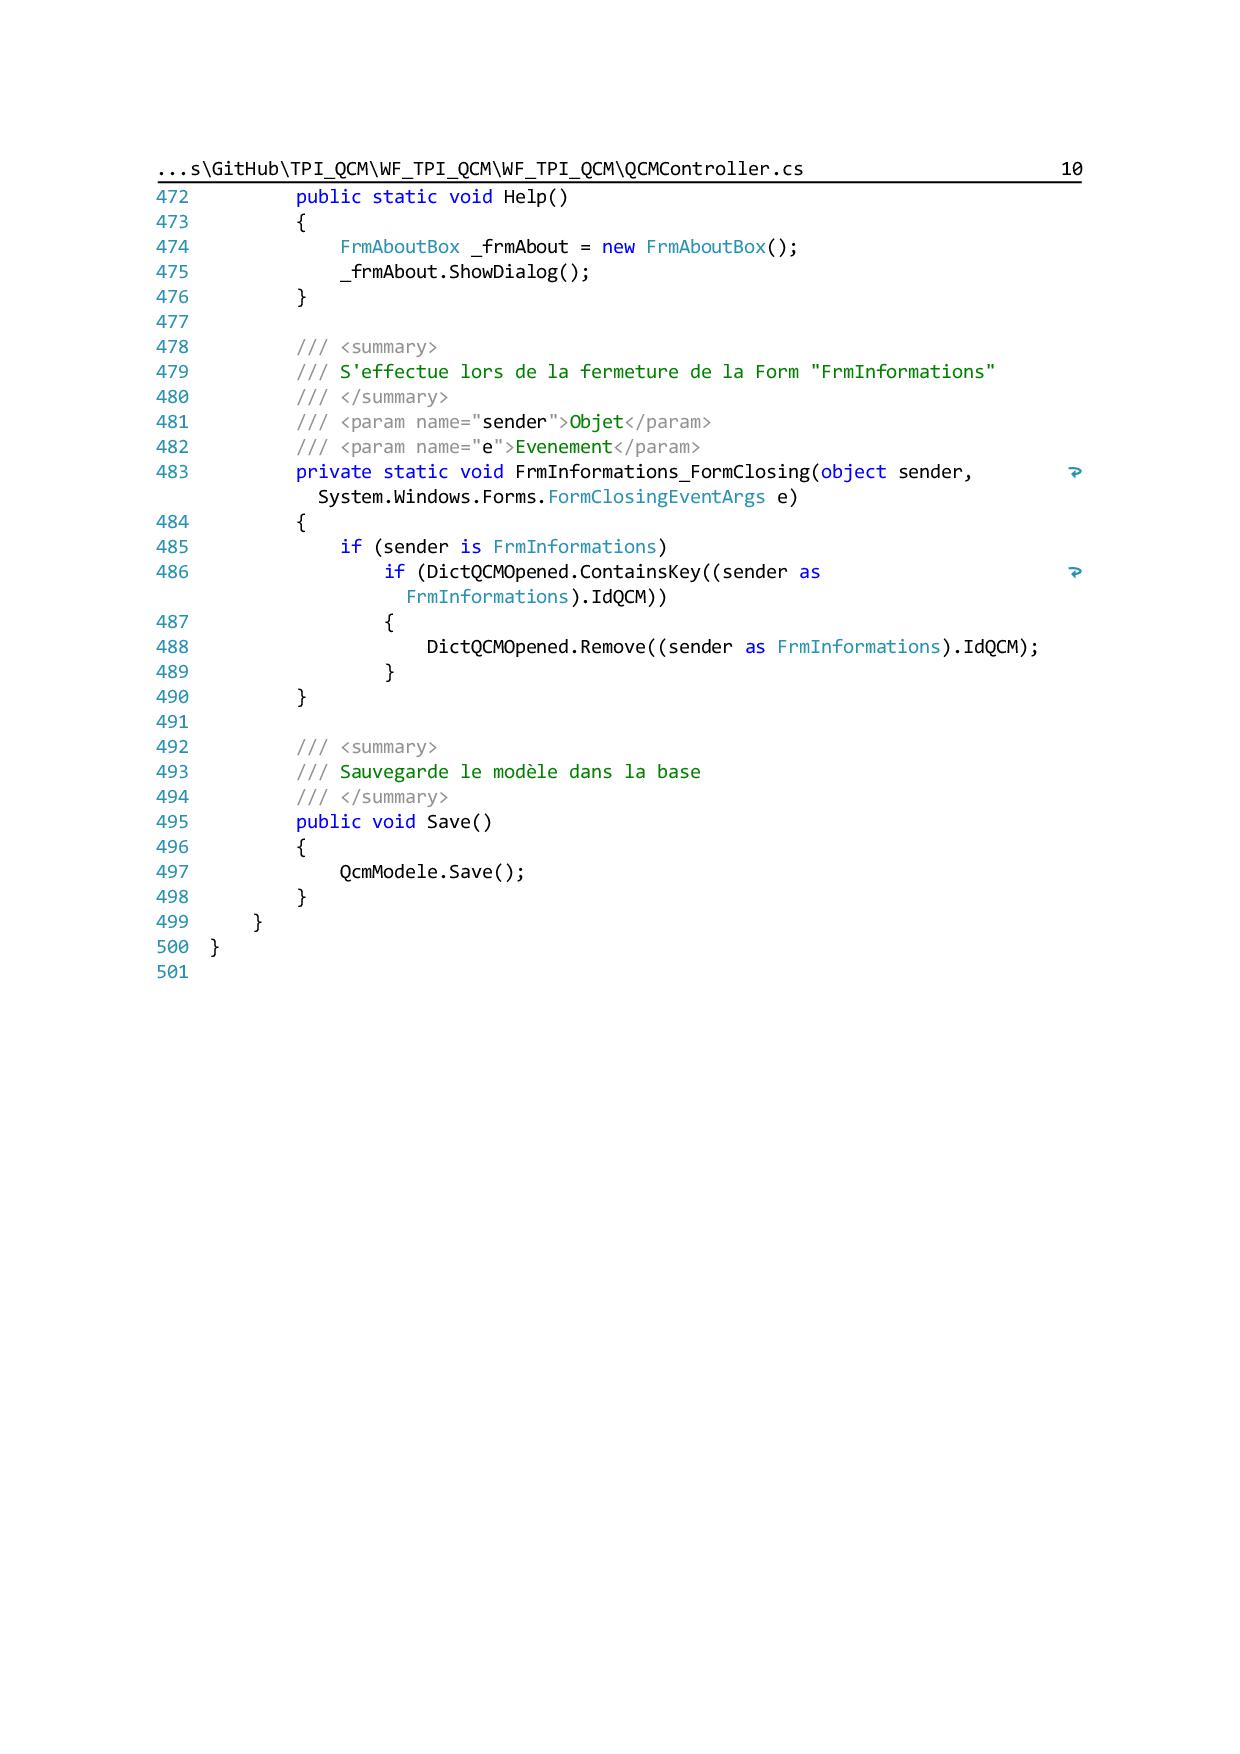 ...s\GitHub\TPI_QCM\WF_TPI_QCM\WF_TPI_QCM\QCMController.cs 10
472         public static void Help()
473         {
474             FrmAboutBox _frmAbout = new FrmAboutBox();
475             _frmAbout.ShowDialog();
476         }
477
478         /// <summary>
479         /// S'effectue lors de la fermeture de la Form "FrmInformations"
480         /// </summary>
481         /// <param name="sender">Objet</param>
482         /// <param name="e">Evenement</param>
483         private static void FrmInformations_FormClosing(object sender,
              System.Windows.Forms.FormClosingEventArgs e)
484         {
485             if (sender is FrmInformations)
486                 if (DictQCMOpened.ContainsKey((sender as
                      FrmInformations).IdQCM))
487                 {
488                     DictQCMOpened.Remove((sender as FrmInformations).IdQCM);
489                 }
490         }
491
492         /// <summary>
493         /// Sauvegarde le modèle dans la base
494         /// </summary>
495         public void Save()
496         {
497             QcmModele.Save();
498         }
499     }
500 }
501